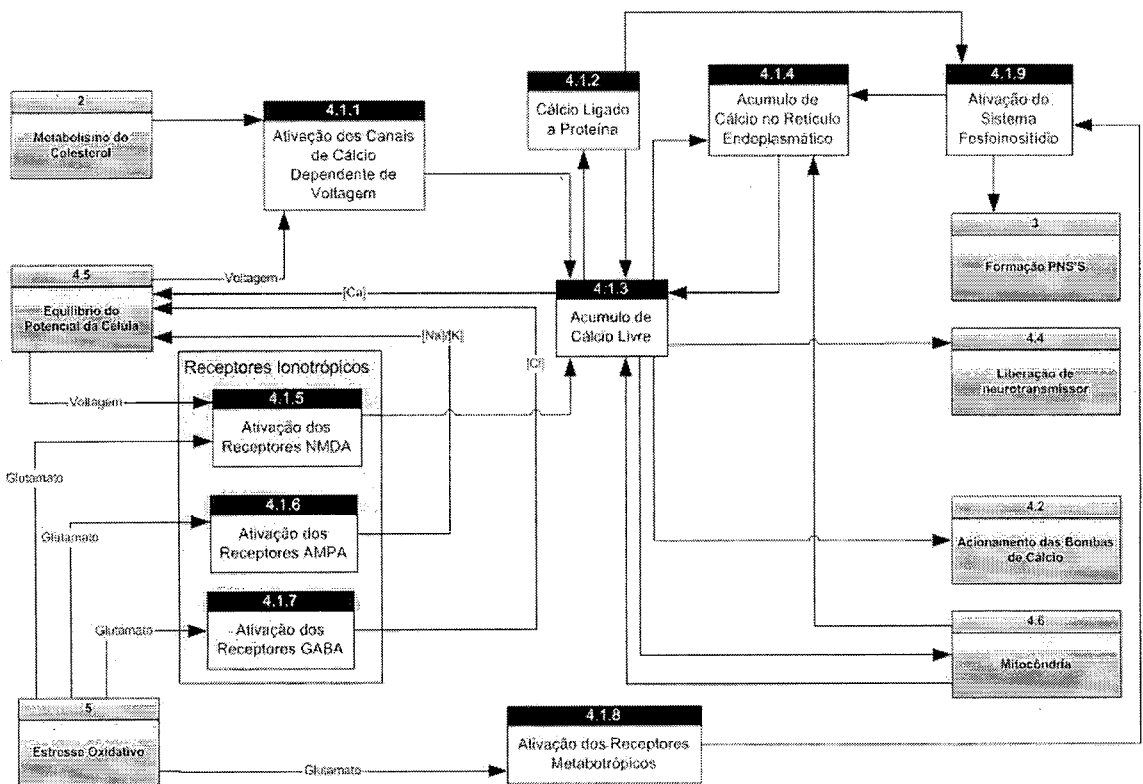 2
Metabolismo do
Colesterol
4.1.1
Ativação dos Canais
de Cálcio
Dependente de
Voltagem
4.1.2
Cálcio Ligado
a Proteína
4.1.4
Acumulo de
Cálcio no Retículo
Endoplasmático
4.1.9
Ativação do
Sistema
Fosfoinositídio
3
Formação PNS'S
4.5
Equilíbrio do
Potencial da Célula
Voltagem
[Ca]
[Na]/[K]
[Cl]
4.1.3
Acumulo de
Cálcio Livre
4.4
Liberação de
neurotransmissor
Receptores Ionotrópicos
Voltagem
4.1.5
Ativação dos
Receptores NMDA
Glutamato
4.1.6
Ativação dos
Receptores AMPA
Glutamato
4.2
Acionamento das Bombas
de Cálcio
4.1.7
Ativação dos
Receptores GABA
Glutamato
4.6
Mitocôndria
5
Estresse Oxidativo
Glutamato
4.1.8
Ativação dos Receptores
Metabotrópicos